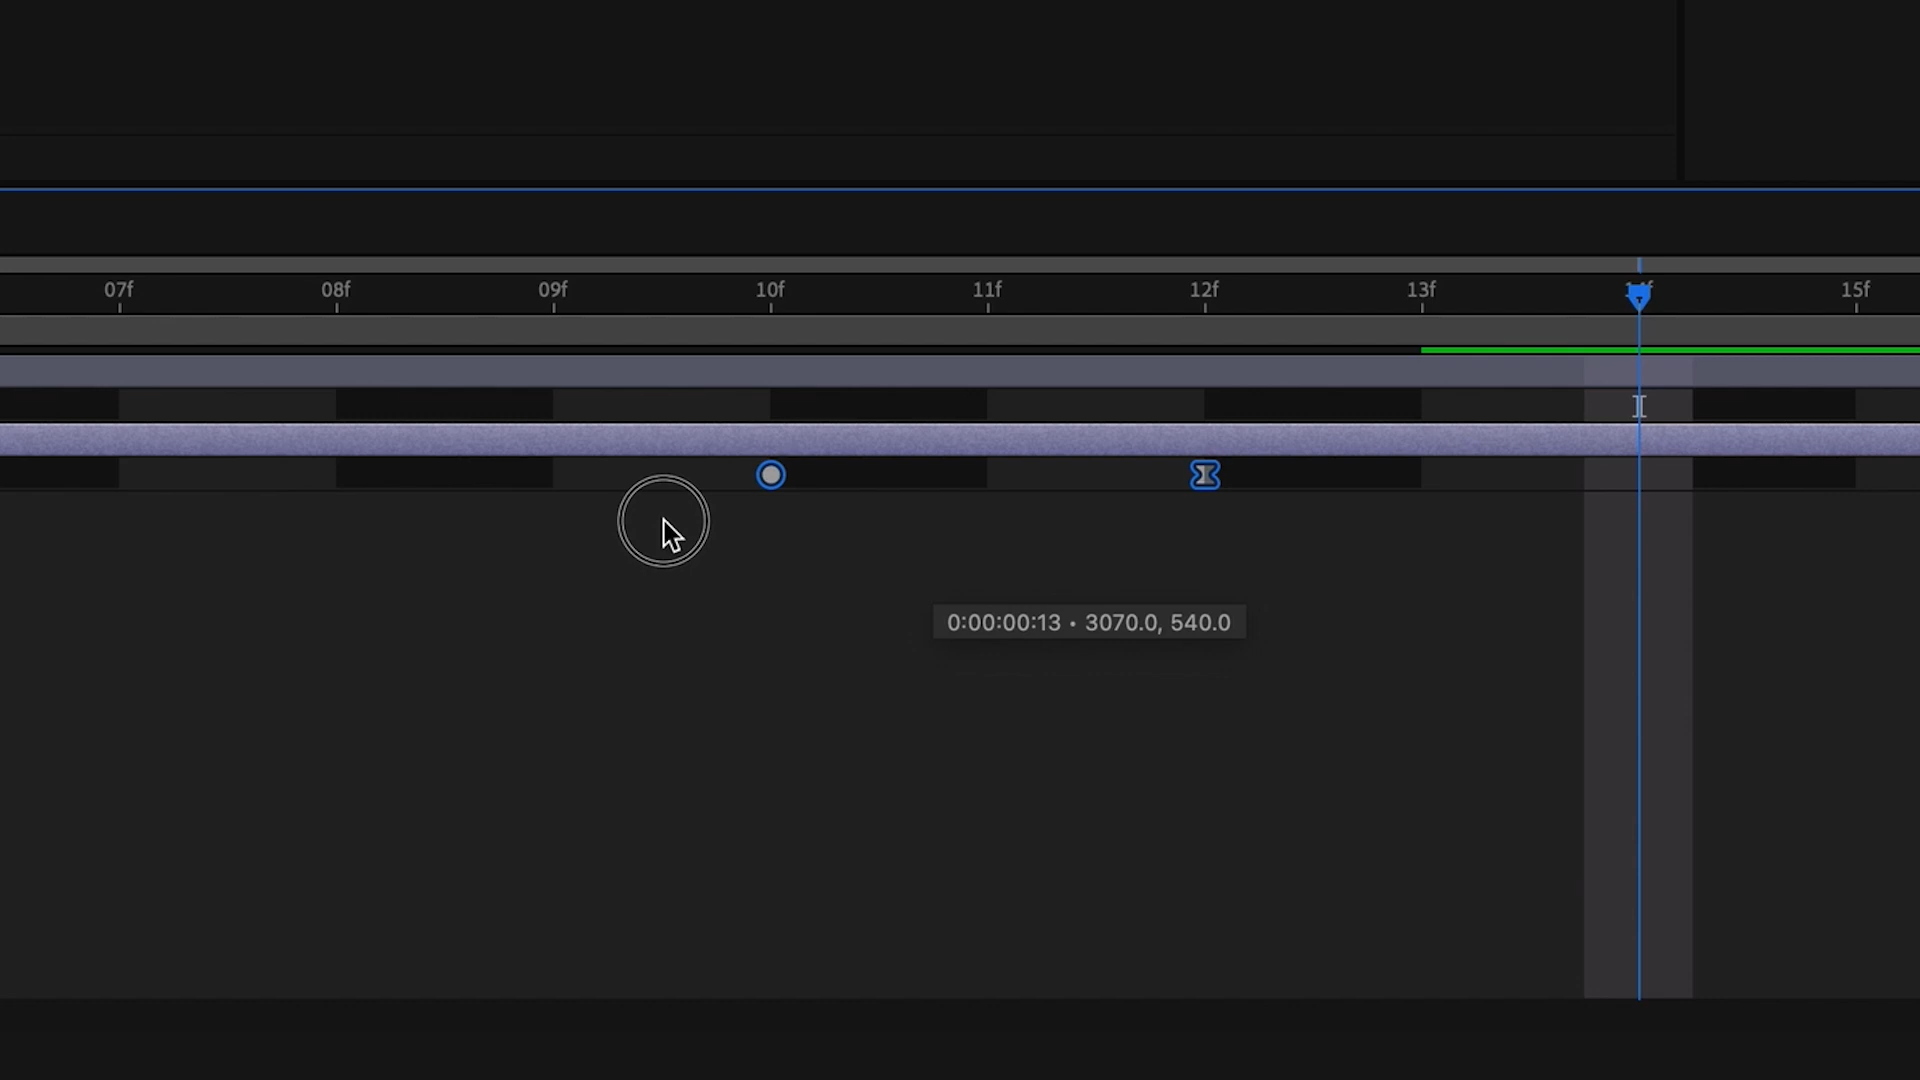 07f 08f 09f 10f 11f 12f 13f 15f
0:00:00:13 • 3070.0, 540.0